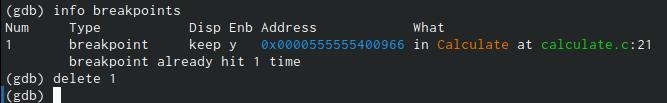 (gdb) info breakpoints
Num     Type           Disp Enb Address            What
1       breakpoint     keep y   0x0000555555400966 in Calculate at calculate.c:21
        breakpoint already hit 1 time
(gdb) delete 1
(gdb)